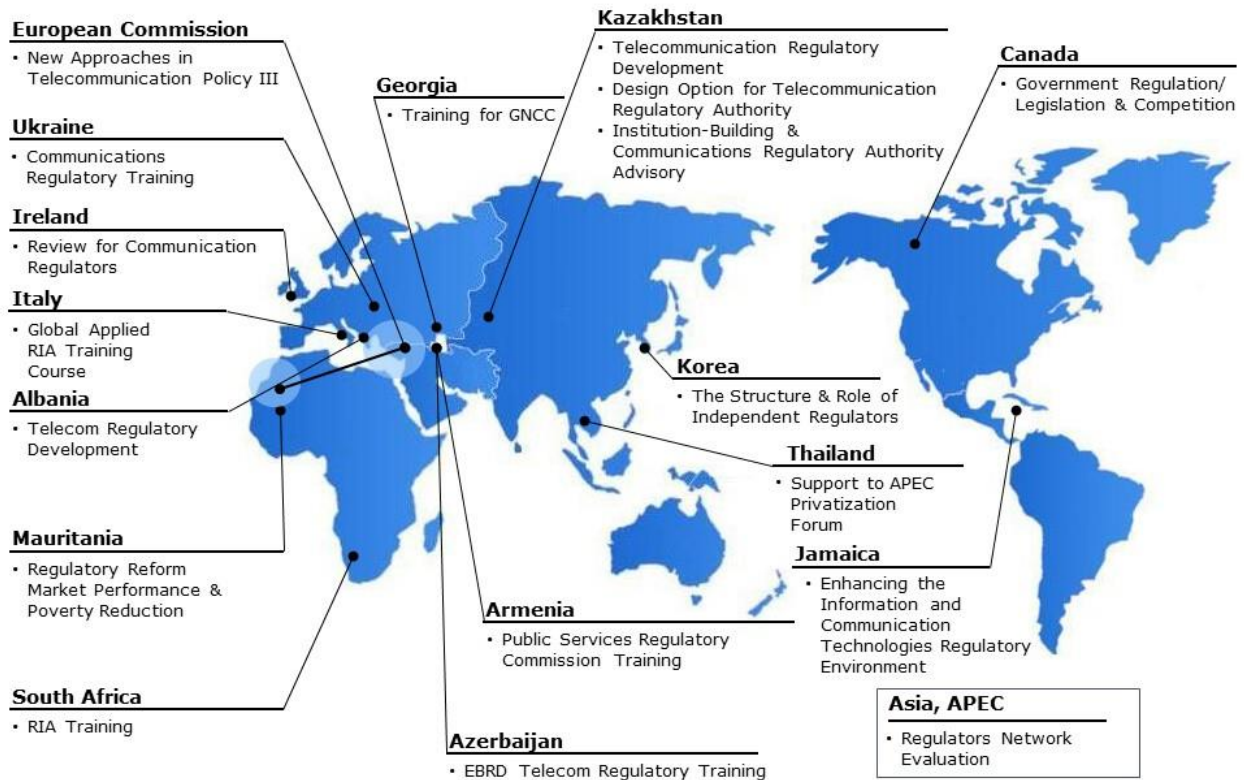 European Commission
• New Approaches in
Telecommunication Policy III
Ukraine
• Communications
Regulatory Training
Ireland
• Review for Communication
Regulators
Italy
• Global Applied
RIA Training
Course
Albania
• Telecom Regulatory
Development
Mauritania
• Regulatory Reform
Market Performance &
Poverty Reduction
South Africa
• RIA Training
Georgia
• Training for GNCC
Kazakhstan
• Telecommunication Regulatory
Development
• Design Option for Telecommunication
Regulatory Authority
• Institution-Building &
Communications Regulatory Authority
Advisory
Canada
• Government Regulation/
Legislation & Competition
Korea
• The Structure & Role of
Independent Regulators
Thailand
• Support to APEC
Privatization
Forum
Jamaica
• Enhancing the
Information and
Communication
Technologies Regulatory
Environment
Armenia
• Public Services Regulatory
Commission Training
Azerbaijan
• EBRD Telecom Regulatory Training
Asia, APEC
• Regulators Network
Evaluation